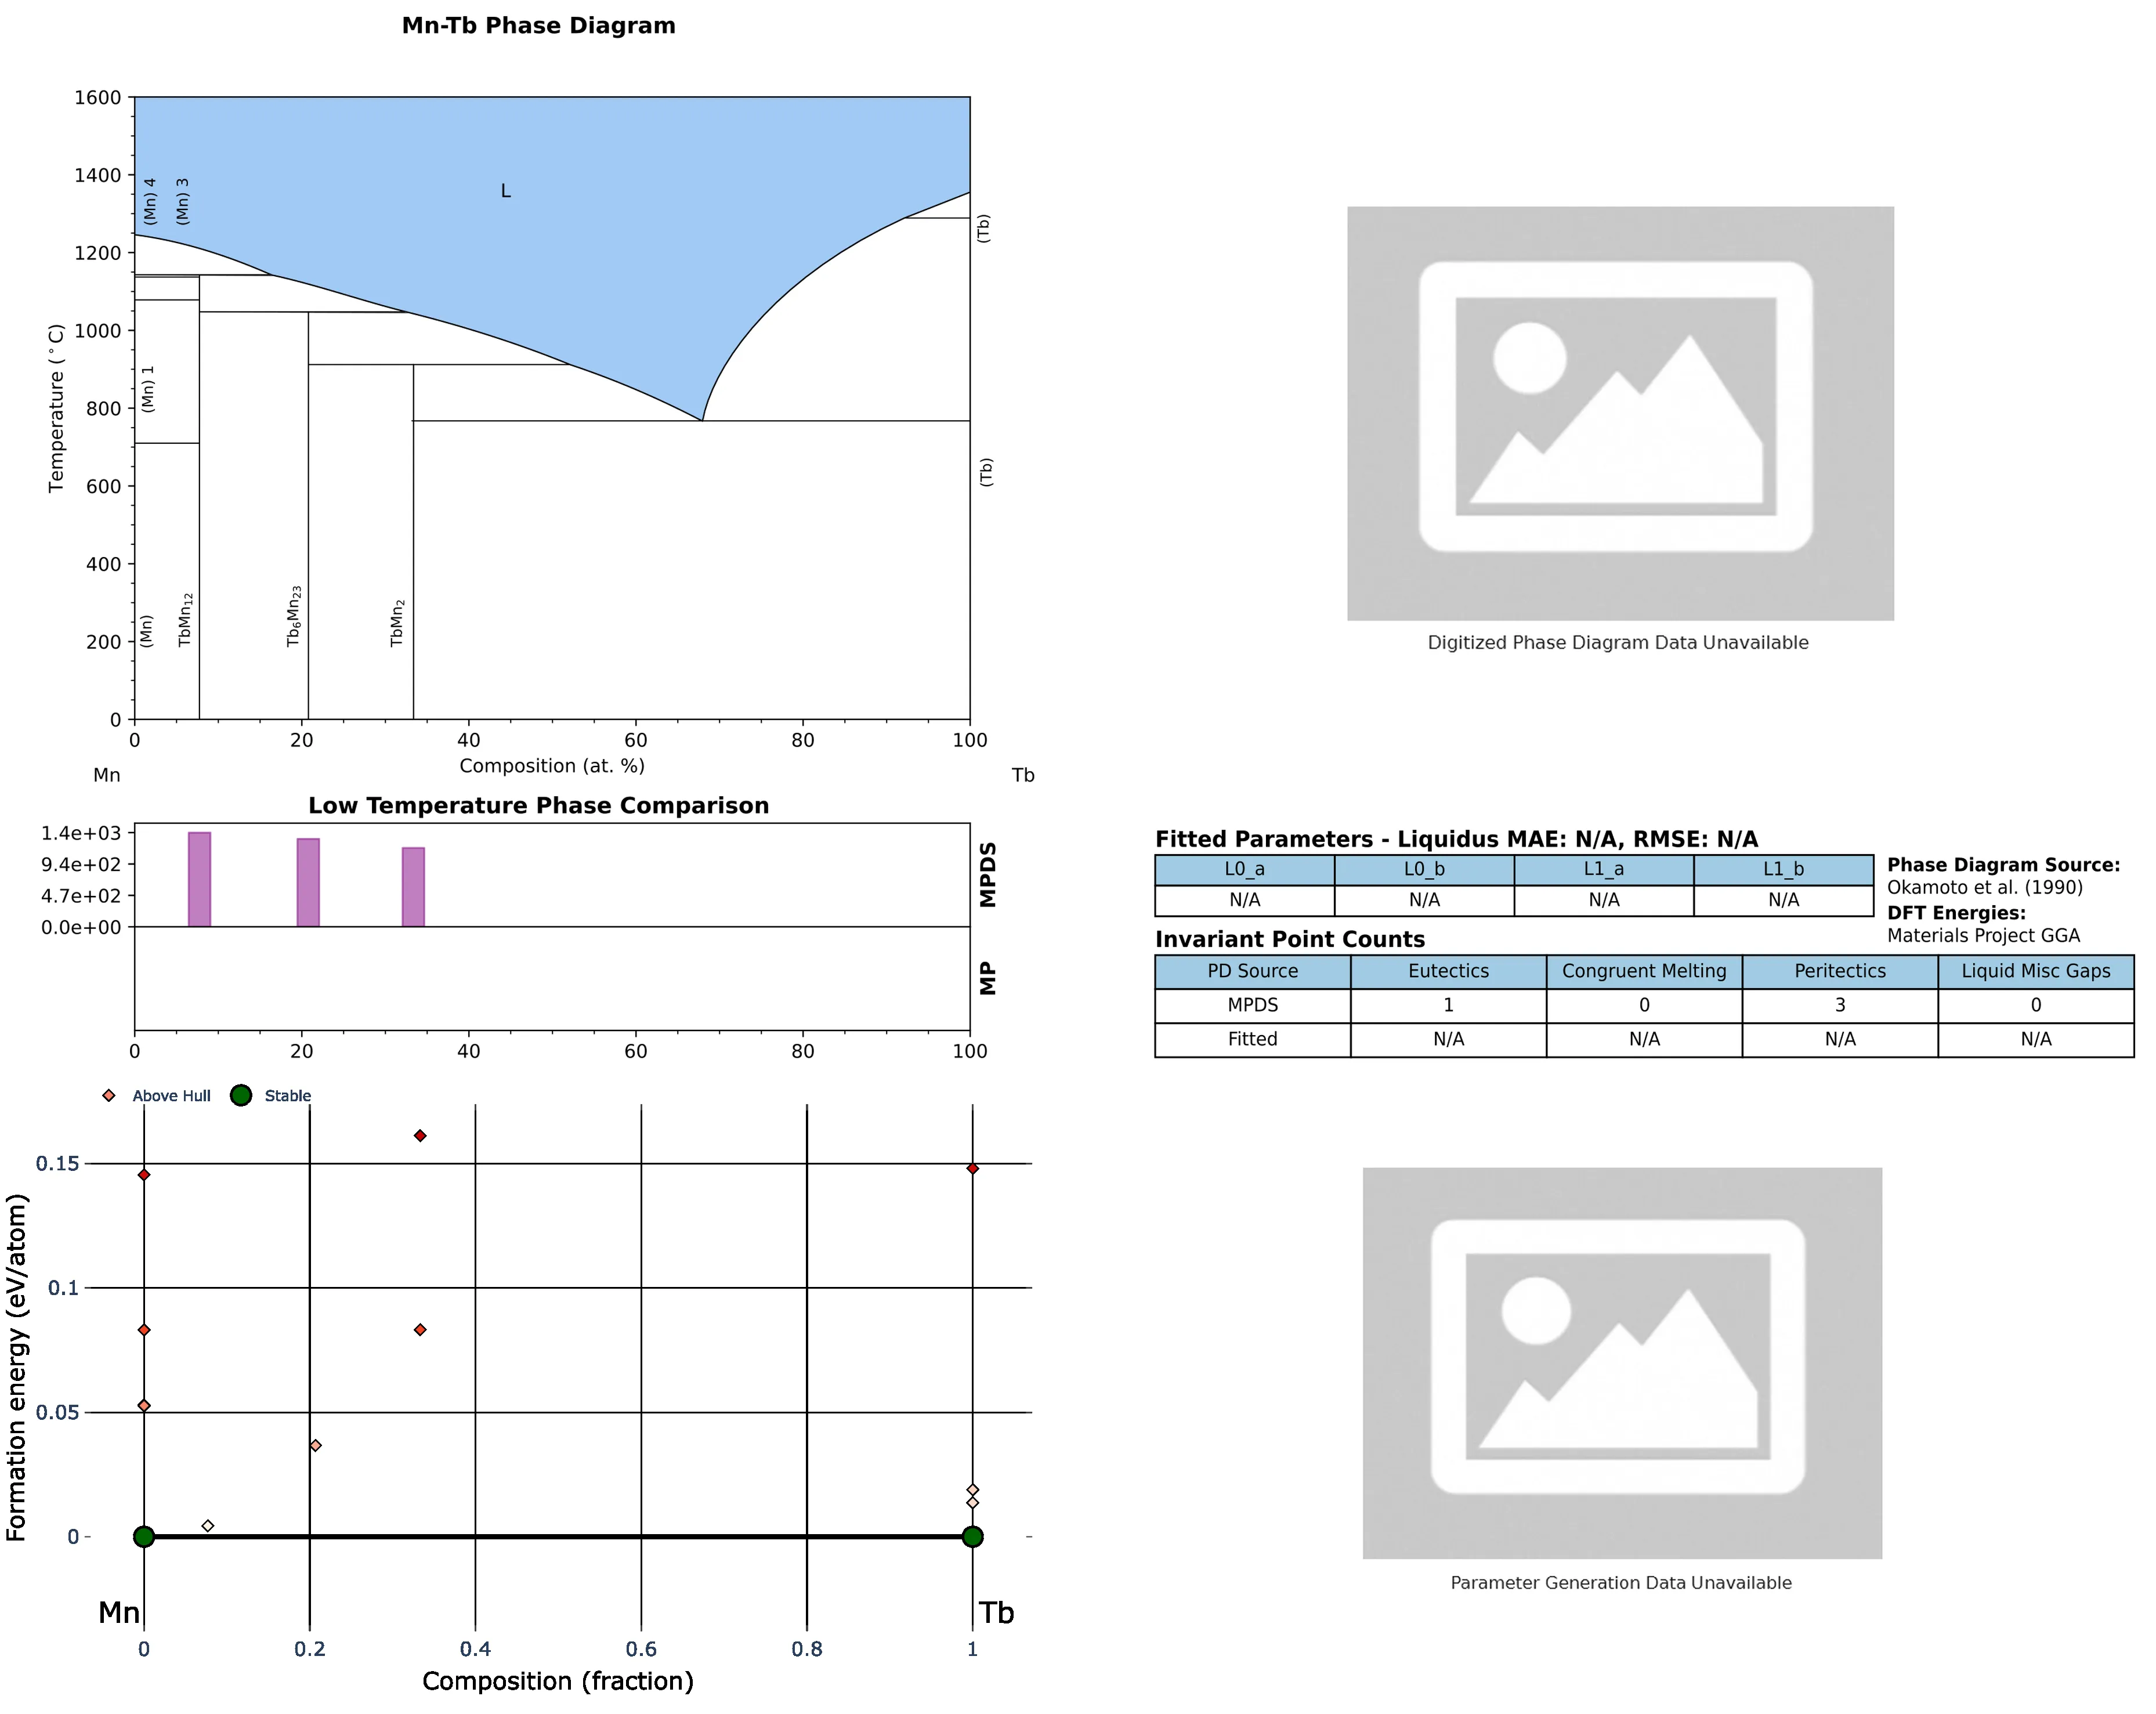 Mn-Tb Phase Diagram
1600
1400
1200
1000
800
600
400
200
0
Temperature (°C)
(Mn) 4
(Mn) 3
L
(Tb)
(Mn) 1
(Tb)
(Mn)
TbMn12
Tb6Mn23
TbMn2
0 20 40 60 80 100
Composition (at. %)
Mn Tb
Digitized Phase Diagram Data Unavailable
Low Temperature Phase Comparison
1.4e+03
9.4e+02
4.7e+02
0.0e+00
MPDS
MP
0 20 40 60 80 100
Fitted Parameters - Liquidus MAE: N/A, RMSE: N/A
L0_a L0_b L1_a L1_b
N/A N/A N/A N/A
Phase Diagram Source:
Okamoto et al. (1990)
DFT Energies:
Materials Project GGA
Invariant Point Counts
PD Source Eutectics Congruent Melting Peritectics Liquid Misc Gaps
MPDS 1 0 3 0
Fitted N/A N/A N/A N/A
Above Hull Stable
0.15
0.1
0.05
0
Formation energy (eV/atom)
Mn Tb
0 0.2 0.4 0.6 0.8 1
Composition (fraction)
Parameter Generation Data Unavailable